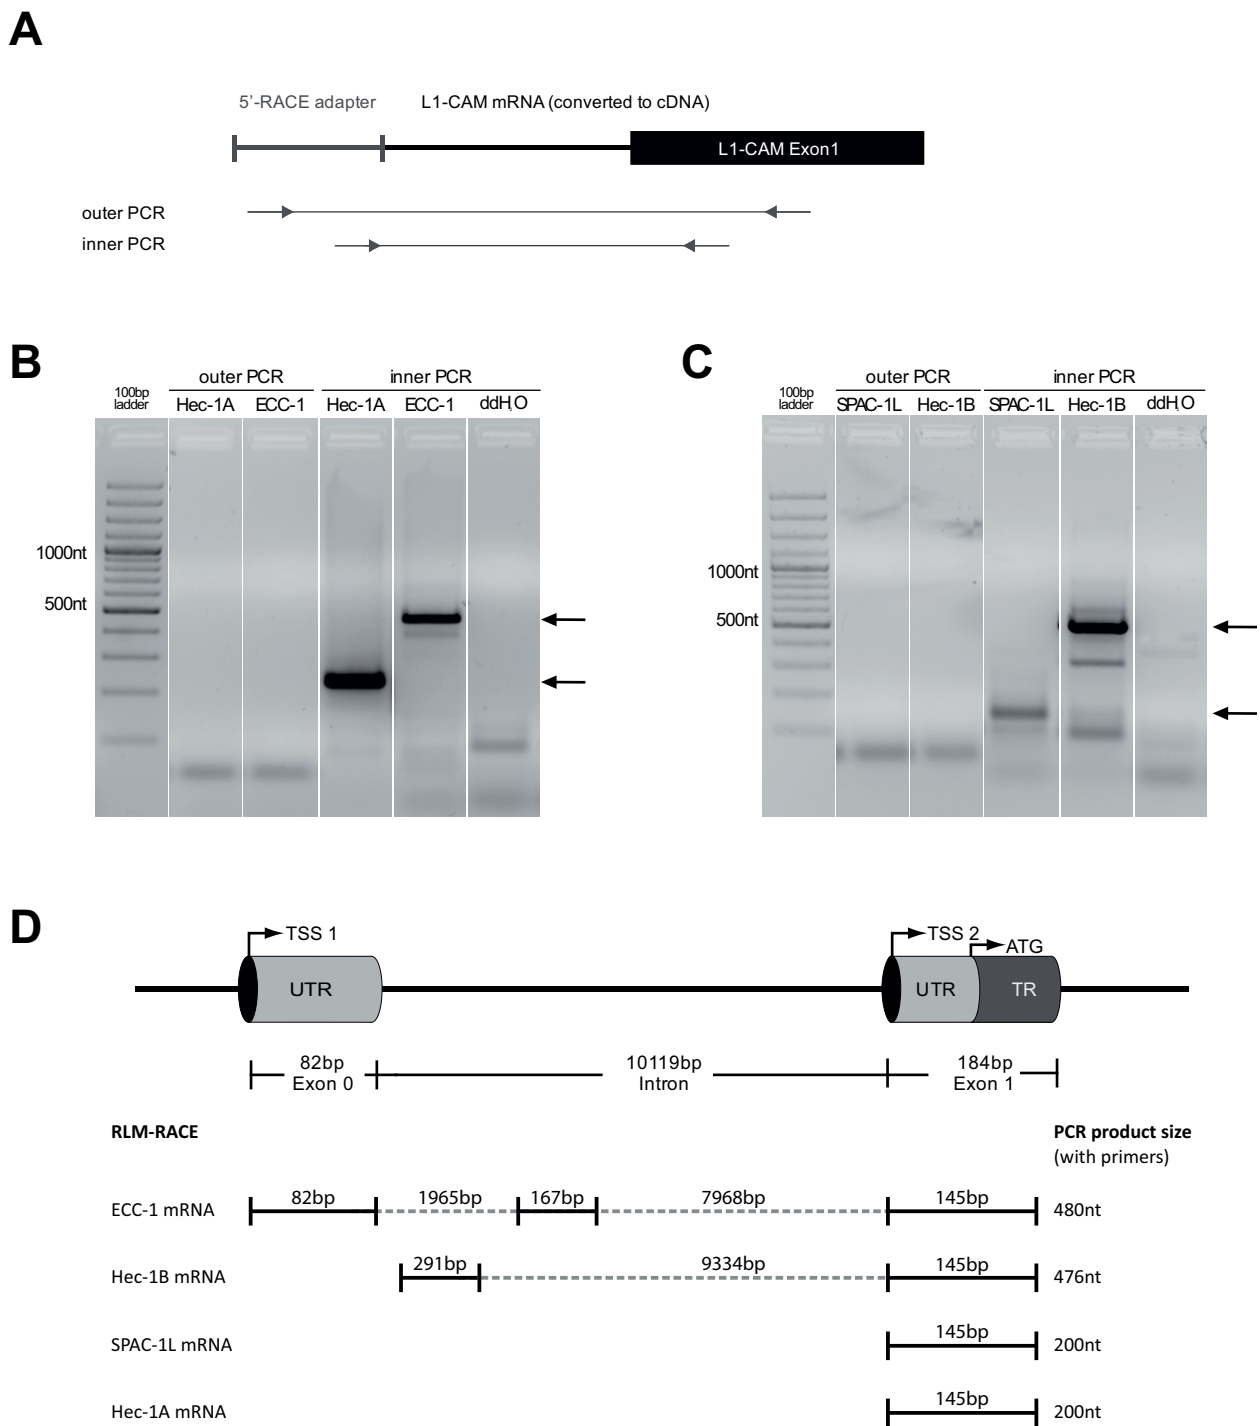 A
5'-RACE adapter L1-CAM mRNA (converted to cDNA)
L1-CAM Exon1
outer PCR
inner PCR
B
outer PCR inner PCR
100bp
ladder Hec-1A ECC-1 Hec-1A ECC-1 ddH2O
1000nt
500nt
C
outer PCR inner PCR
100bp
ladder SPAC-1L Hec-1B SPAC-1L Hec-1B ddH2O
1000nt
500nt
D
TSS 1 TSS 2 ATG
UTR UTR TR
82bp 10119bp 184bp
Exon 0 Intron Exon 1
RLM-RACE PCR product size
(with primers)
82bp 1965bp 167bp 7968bp 145bp
ECC-1 mRNA 480nt
291bp 9334bp 145bp
Hec-1B mRNA 476nt
145bp
SPAC-1L mRNA 200nt
145bp
Hec-1A mRNA 200nt